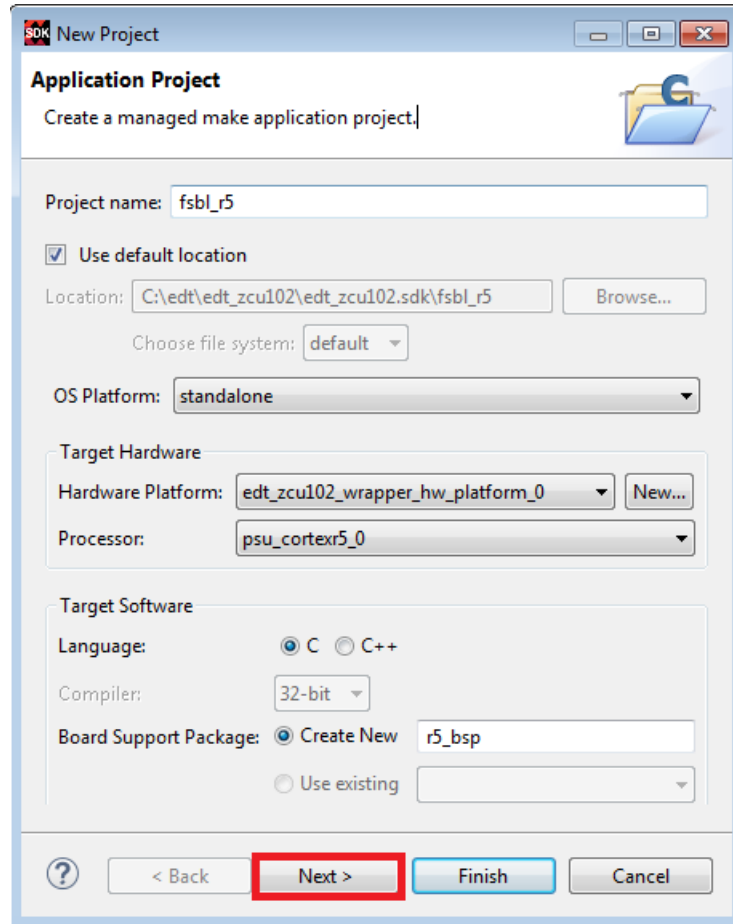 SDK New Project
Application Project
Create a managed make application project.
Project name: fsbl_r5
Use default location
Location: C:\edt\edt_zcu102\edt_zcu102.sdk\fsbl_r5 Browse...
Choose file system: default
OS Platform: standalone
Target Hardware
Hardware Platform: edt_zcu102_wrapper_hw_platform_0 New...
Processor: psu_cortexr5_0
Target Software
Language: C C++
Compiler: 32-bit
Board Support Package: Create New r5_bsp
Use existing
? < Back Next > Finish Cancel